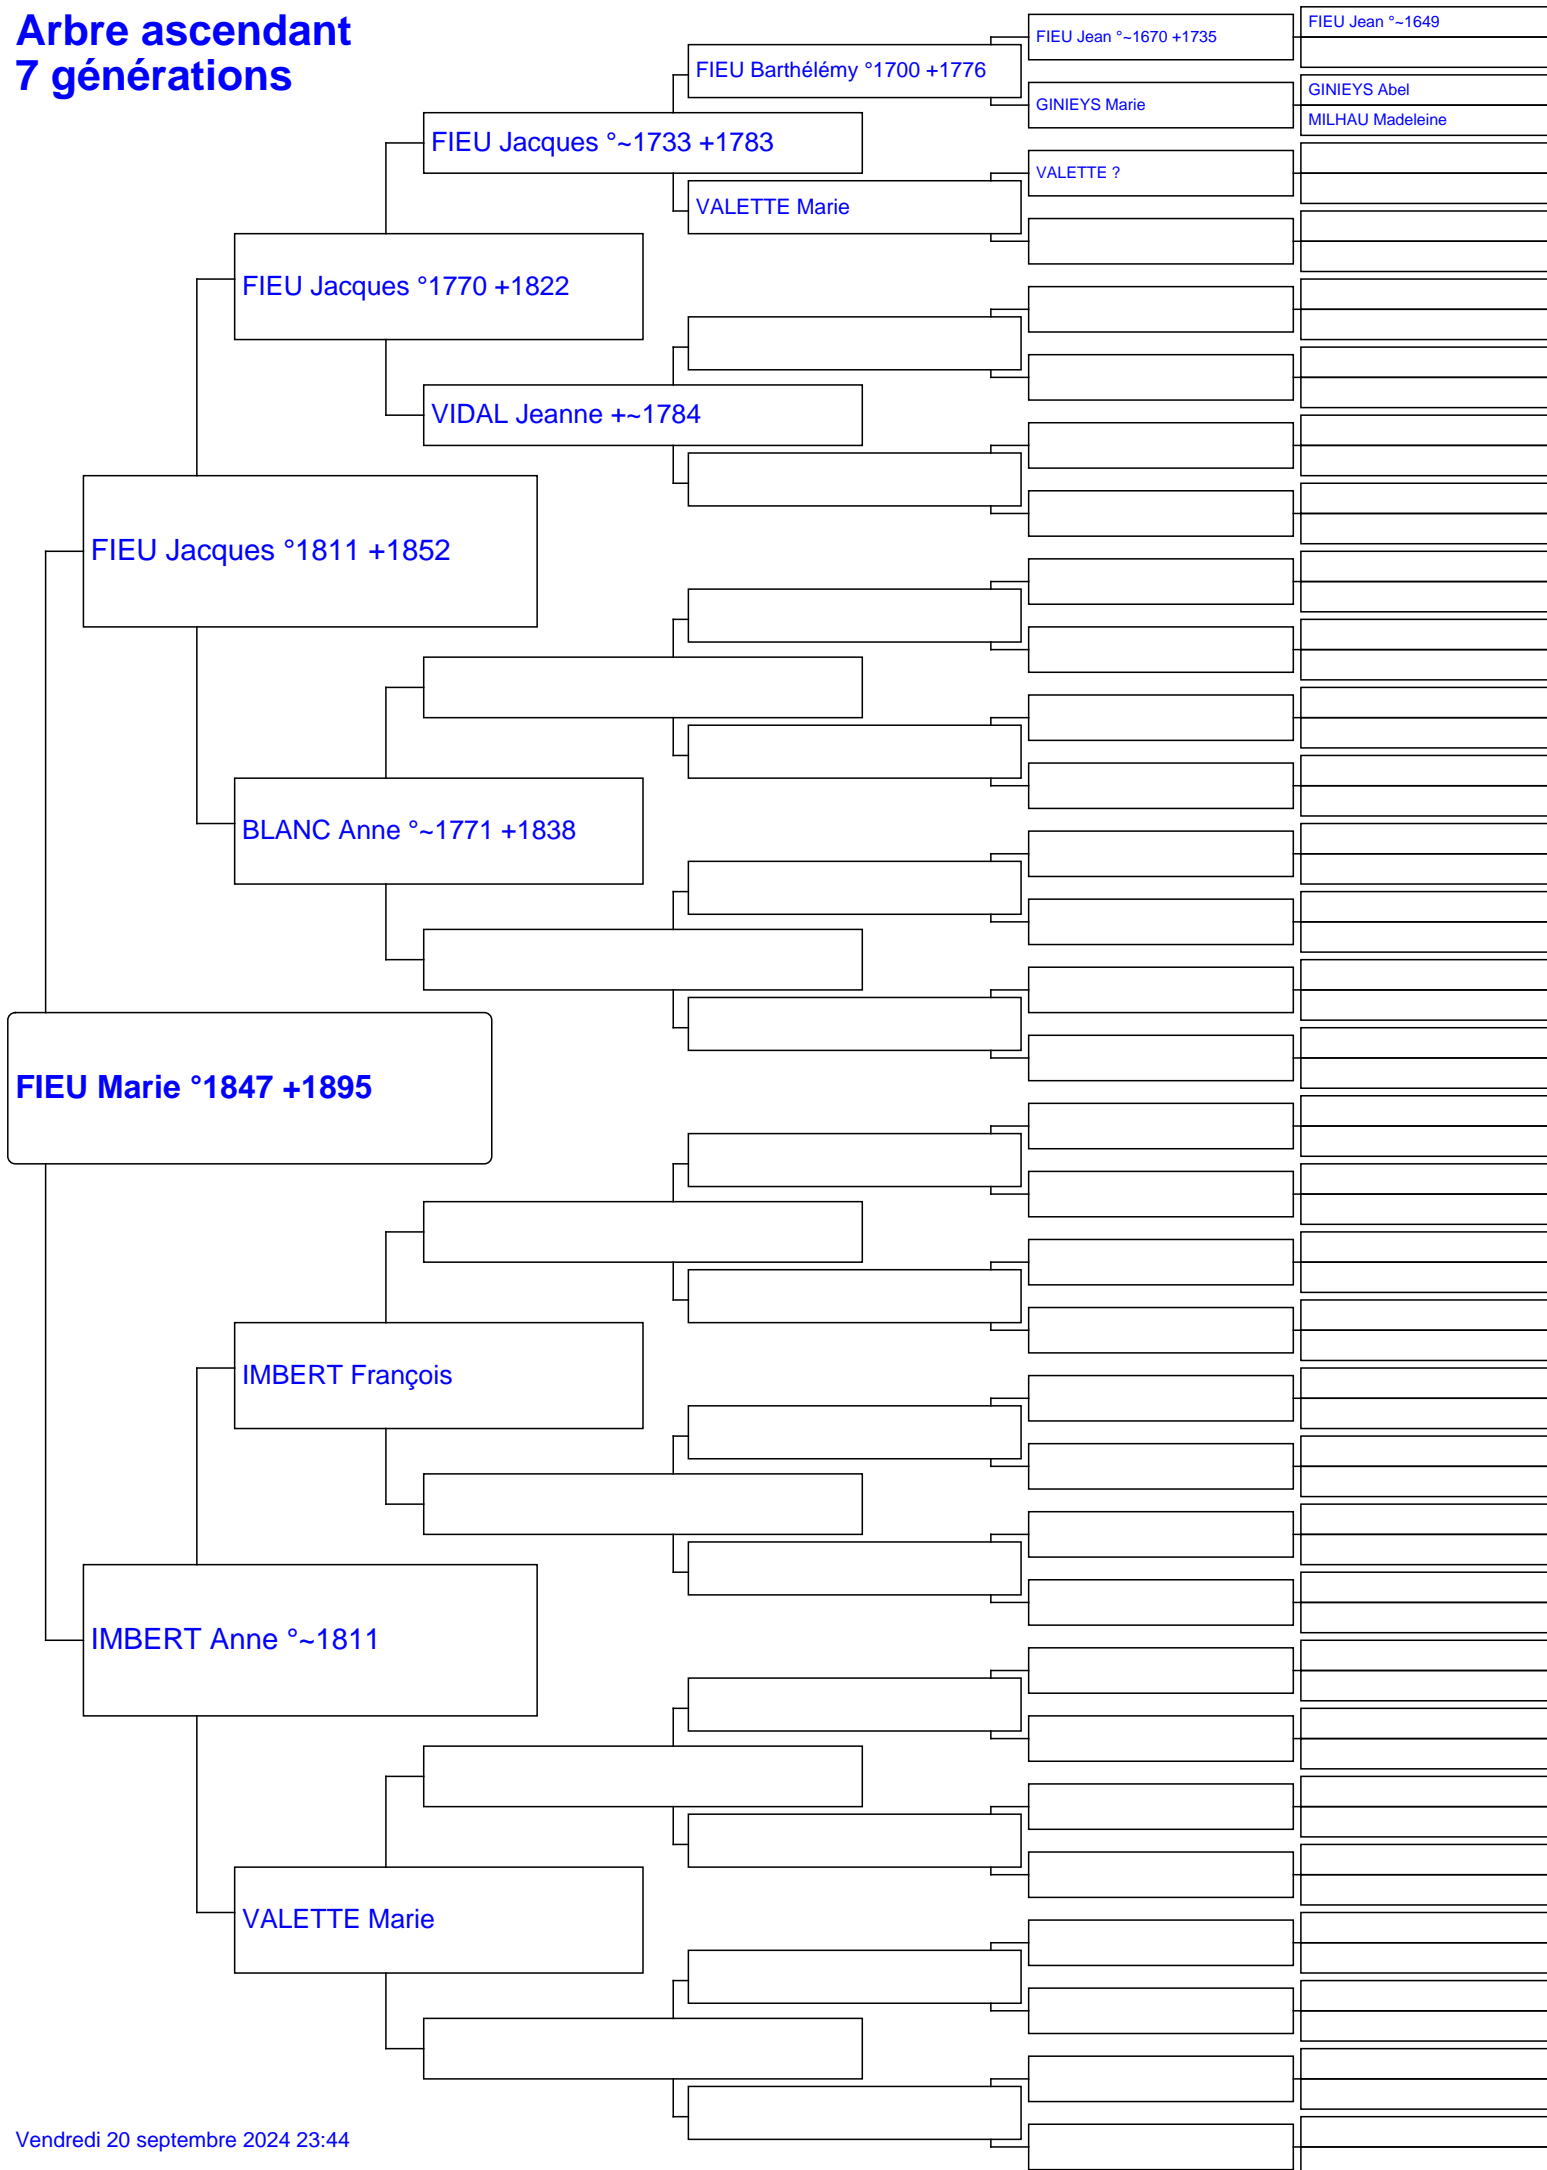 Arbre ascendant
7 générations
FIEU Jean °~1649
FIEU Jean °~1670 +1735
FIEU Barthélémy °1700 +1776
GINIEYS Abel
GINIEYS Marie
MILHAU Madeleine
FIEU Jacques °~1733 +1783
VALETTE ?
VALETTE Marie
FIEU Jacques °1770 +1822
VIDAL Jeanne +~1784
FIEU Jacques °1811 +1852
BLANC Anne °~1771 +1838
FIEU Marie °1847 +1895
IMBERT François
IMBERT Anne °~1811
VALETTE Marie
Vendredi 20 septembre 2024 23:44